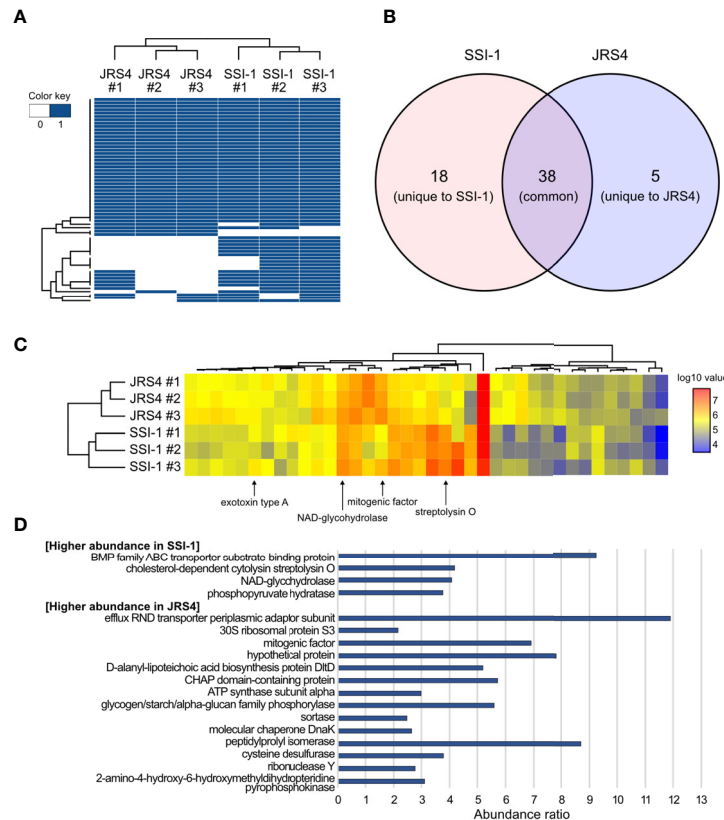 A
JRS4 #1
JRS4 #2
JRS4 #3
SSI-1 #1
SSI-1 #2
SSI-1 #3
Color key
0 1
B
SSI-1
JRS4
18
(unique to SSI-1)
38
(common)
5
(unique to JRS4)
C
JRS4 #1
JRS4 #2
JRS4 #3
SSI-1 #1
SSI-1 #2
SSI-1 #3
log10 value
7
6
5
4
exotoxin type A
NAD-glycohydrolase
mitogenic factor
streptolysin O
D
[Higher abundance in SSI-1]
BMP family ABC transporter substrate-binding protein
cholesterol-dependent cytolysin streptolysin O
NAD-glycohydrolase
phosphopyruvate hydratase
[Higher abundance in JRS4]
efflux RND transporter periplasmic adaptor subunit
30S ribosomal protein S3
mitogenic factor
hypothetical protein
D-alanyl-lipoteichoic acid biosynthesis protein DltD
CHAP domain-containing protein
ATP synthase subunit alpha
glycogen/starch/alpha-glucan family phosphorylase
sortase
molecular chaperone DnaK
peptidylprolyl isomerase
cysteine desulfurase
ribonuclease Y
2-amino-4-hydroxy-6-hydroxymethyldihydropteridine
pyrophosphokinase
0 1 2 3 4 5 6 7 8 9 10 11 12 13
Abundance ratio